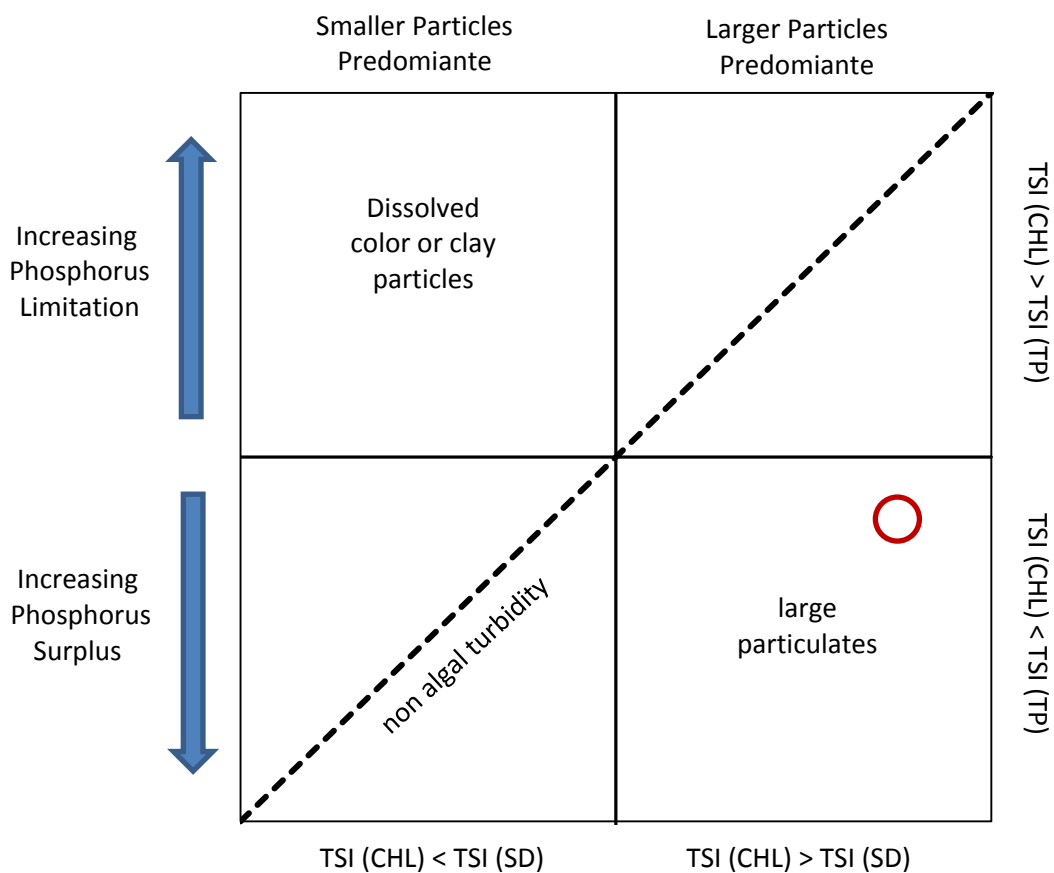 Smaller Particles
Predomiante
Larger Particles
Predomiante
Increasing
Phosphorus
Limitation
Dissolved
color or clay
particles
TSI (CHL) > TSI (TP)
Increasing
Phosphorus
Surplus
non algal turbidity
large
particulates
TSI (CHL) < TSI (TP)
TSI (CHL) < TSI (SD)
TSI (CHL) > TSI (SD)